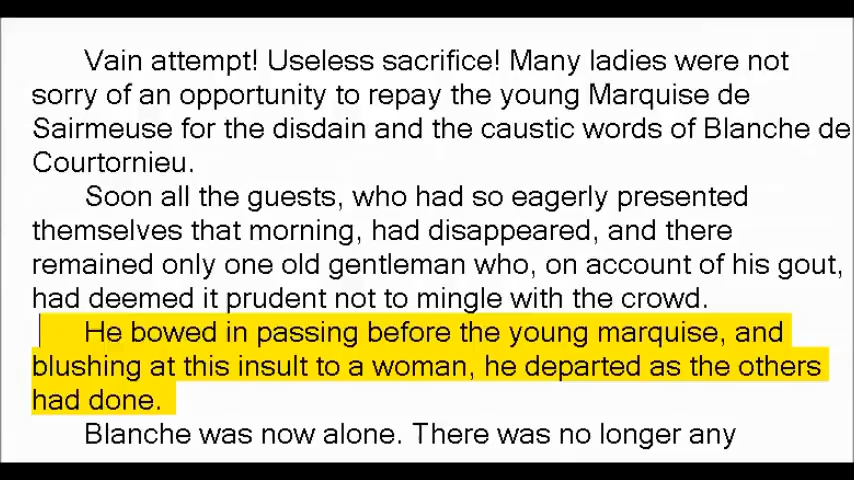 Vain attempt! Useless sacrifice! Many ladies were not
sorry of an opportunity to repay the young Marquise de
Sairmeuse for the disdain and the caustic words of Blanche de
Courtornieu.
Soon all the guests, who had so eagerly presented
themselves that morning, had disappeared, and there
remained only one old gentleman who, on account of his gout,
had deemed it prudent not to mingle with the crowd.
He bowed in passing before the young marquise, and
blushing at this insult to a woman, he departed as the others
had done.
Blanche was now alone. There was no longer any